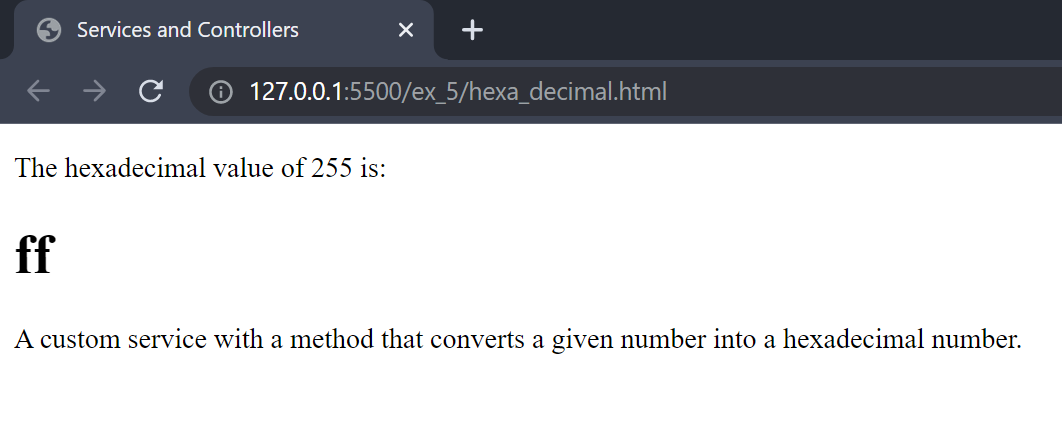 Services and Controllers
127.0.0.1:5500/ex_5/hexa_decimal.html
The hexadecimal value of 255 is:
ff
A custom service with a method that converts a given number into a hexadecimal number.